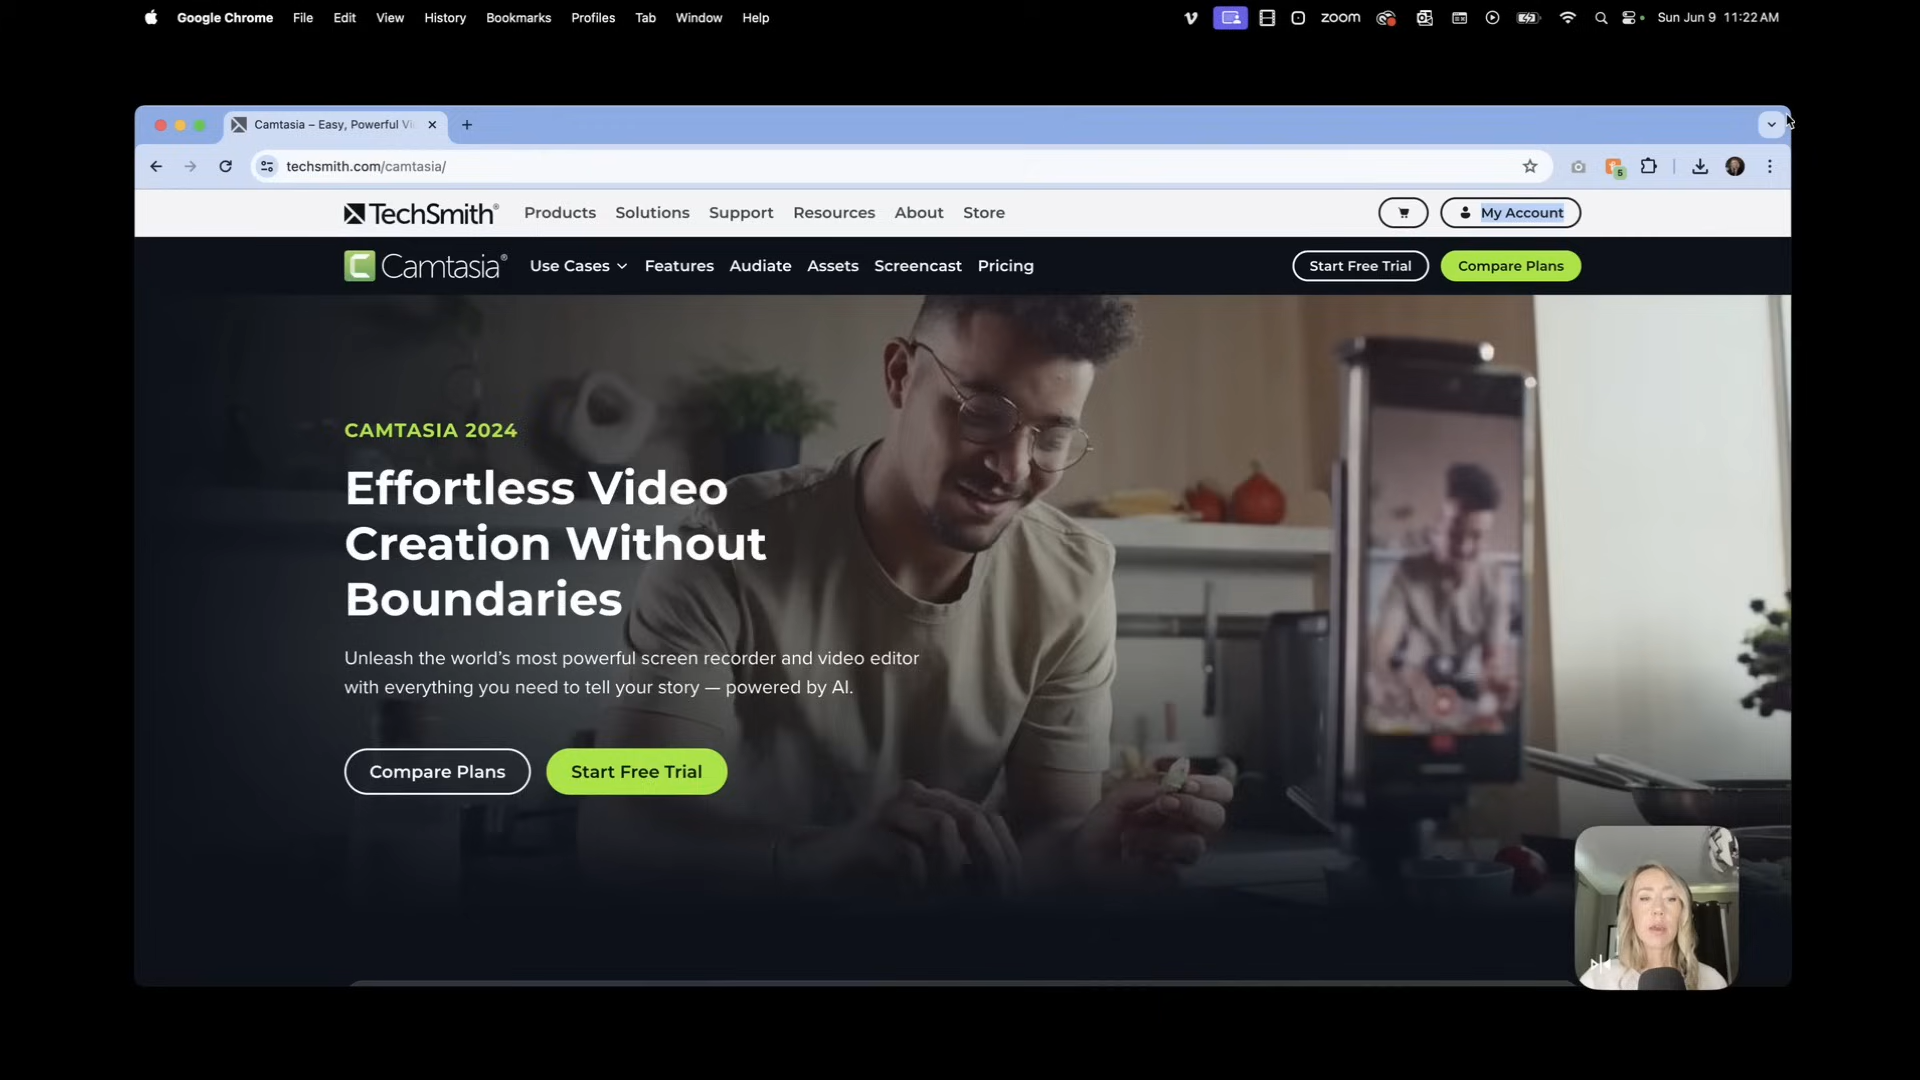 Google Chrome File Edit View History Bookmarks Profiles Tab Window Help zoom Sun Jun 9 11:22 AM
Camtasia – Easy, Powerful Vi
techsmith.com/camtasia/
5
TechSmith® Products Solutions Support Resources About Store My Account
Camtasia® Use Cases Features Audiate Assets Screencast Pricing Start Free Trial Compare Plans
CAMTASIA 2024
Effortless Video
Creation Without
Boundaries
Unleash the world’s most powerful screen recorder and video editor
with everything you need to tell your story — powered by AI.
Compare Plans Start Free Trial